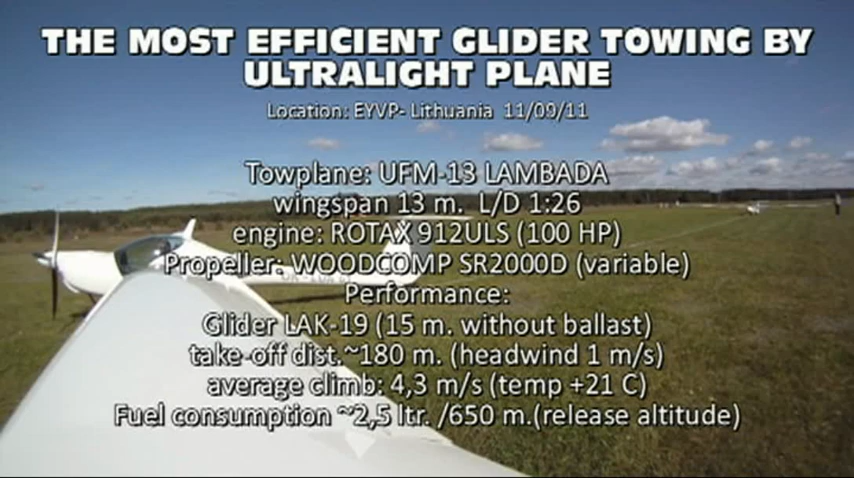 THE MOST EFFICIENT GLIDER TOWING BY
ULTRALIGHT PLANE
Location: EYVP- Lithuania 11/09/11
Towplane: UFM-13 LAMBADA
wingspan 13 m. L/D 1:26
engine: ROTAX 912ULS (100 HP)
Propeller: WOODCOMP SR2000D (variable)
Performance:
Glider LAK-19 (15 m. without ballast)
take-off dist.~180 m. (headwind 1 m/s)
average climb: 4,3 m/s (temp +21 C)
Fuel consumption ~2,5 ltr. /650 m.(release altitude)